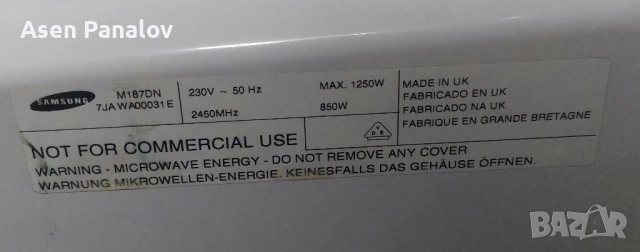 Asen Panalov
SAMSUNG
M187DN
7JAWA00031E
230V ~ 50 Hz
2450MHz
MAX. 1250W
850W
MADE IN UK
FABRICADO EN UK
FABRICADO NA UK
FABRIQUE EN GRANDE BRETAGNE
NOT FOR COMMERCIAL USE
WARNING - MICROWAVE ENERGY - DO NOT REMOVE ANY COVER
WARNUNG MIKROWELLEN-ENERGIE. KEINESFALLS DAS GEHÄUSE ÖFFNEN.
BAZAR